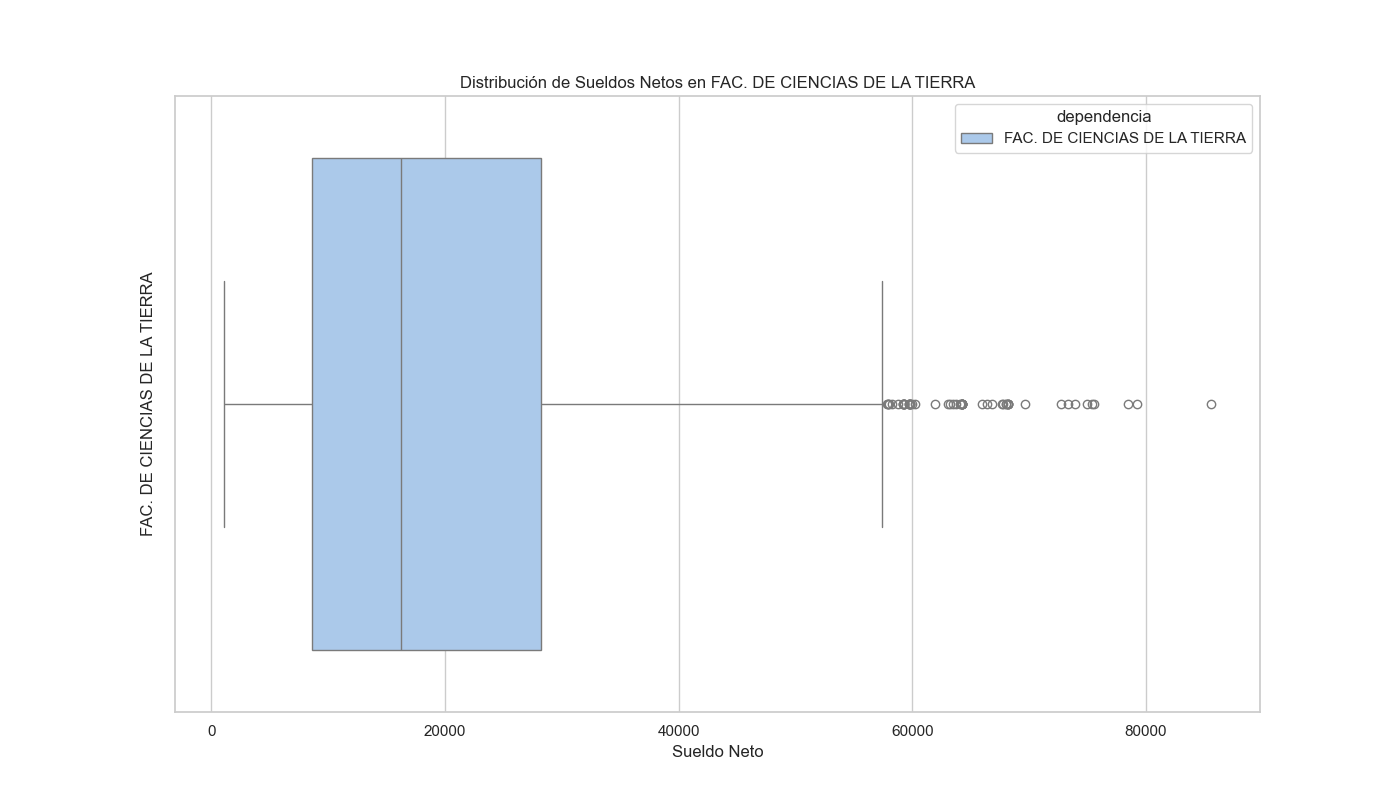 Distribución de Sueldos Netos en FAC. DE CIENCIAS DE LA TIERRA
dependencia
FAC. DE CIENCIAS DE LA TIERRA
FAC. DE CIENCIAS DE LA TIERRA
0
20000
40000
60000
80000
Sueldo Neto